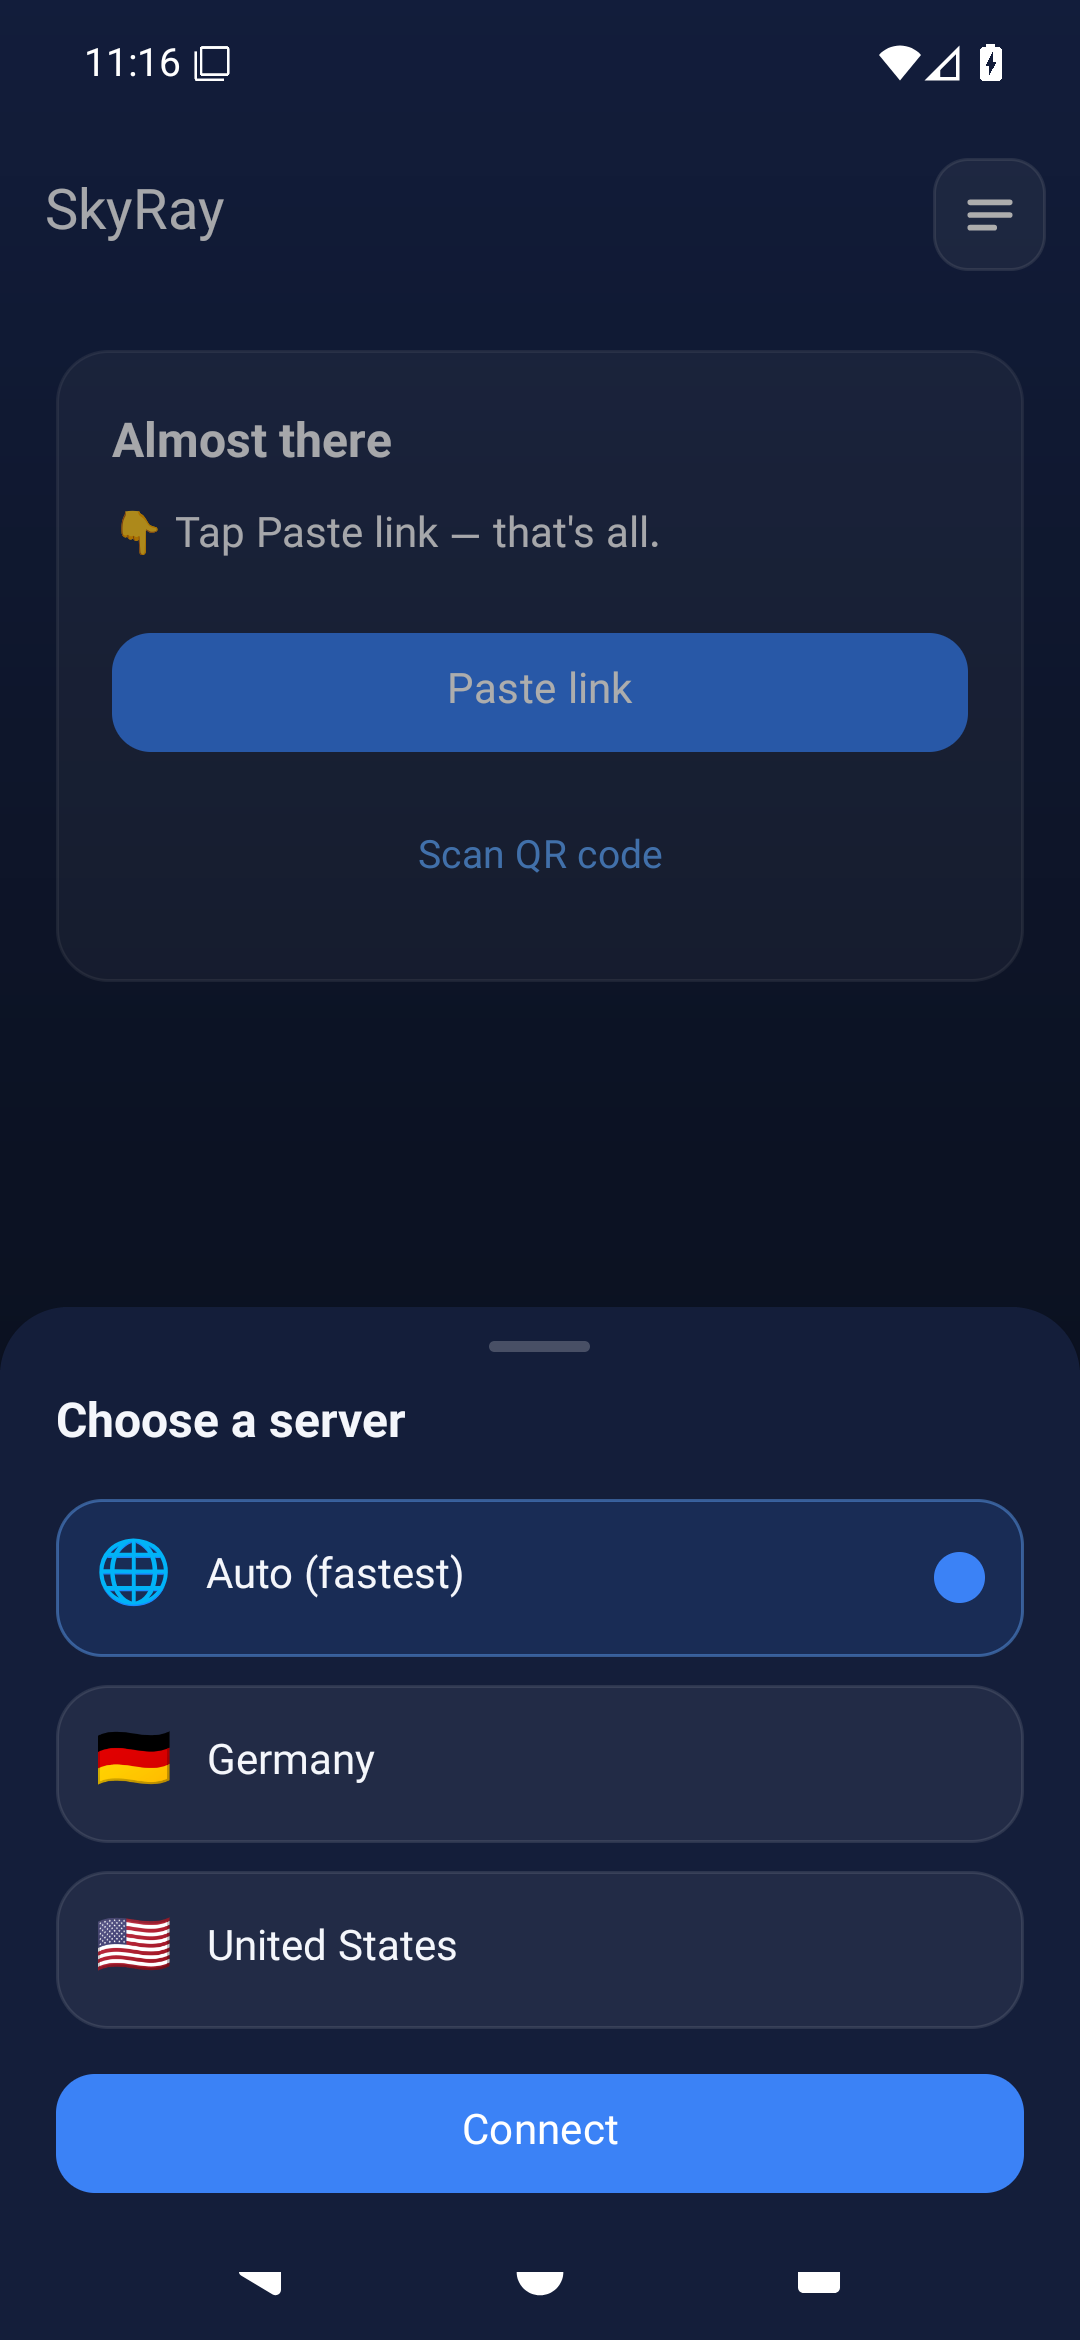 11:16
SkyRay
Almost there
👇 Tap Paste link — that's all.
Paste link
Scan QR code
Choose a server
Auto (fastest)
Germany
United States
Connect